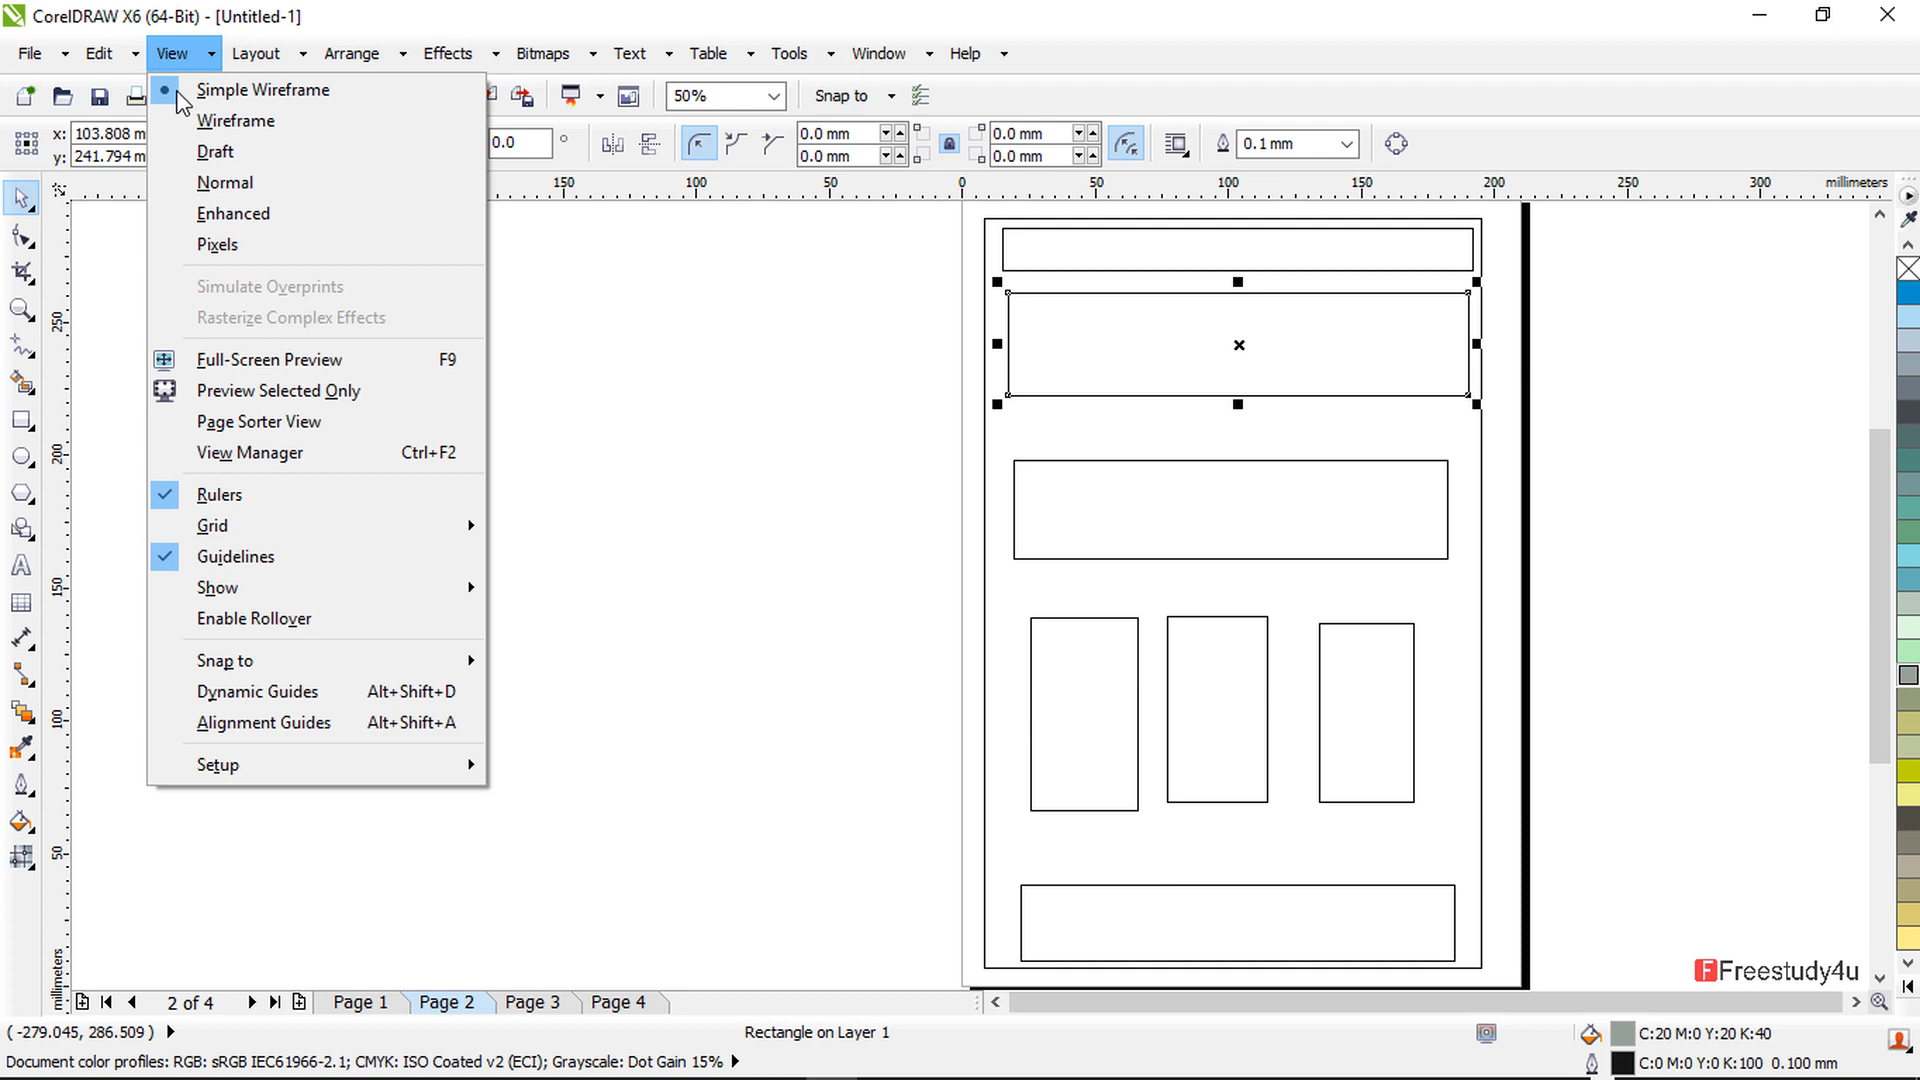 CorelDRAW X6 (64-Bit) - [Untitled-1]
File Edit View Layout Arrange Effects Bitmaps Text Table Tools Window Help
50% Snap to
x: 103.808 m
y: 241.794 m
0.0 °
0.0 mm
0.0 mm
0.0 mm
0.0 mm
0.1 mm
Simple Wireframe
Wireframe
Draft
Normal
Enhanced
Pixels
Simulate Overprints
Rasterize Complex Effects
Full-Screen Preview F9
Preview Selected Only
Page Sorter View
View Manager Ctrl+F2
Rulers
Grid
Guidelines
Show
Enable Rollover
Snap to
Dynamic Guides Alt+Shift+D
Alignment Guides Alt+Shift+A
Setup
150 100 50 0 50 100 150 200 250 300 millimeters
250
200
150
100
50
millimeters
Freestudy4u
2 of 4 Page 1 Page 2 Page 3 Page 4
( -279.045, 286.509 ) Rectangle on Layer 1 C:20 M:0 Y:20 K:40
Document color profiles: RGB: sRGB IEC61966-2.1; CMYK: ISO Coated v2 (ECI); Grayscale: Dot Gain 15% C:0 M:0 Y:0 K:100 0.100 mm